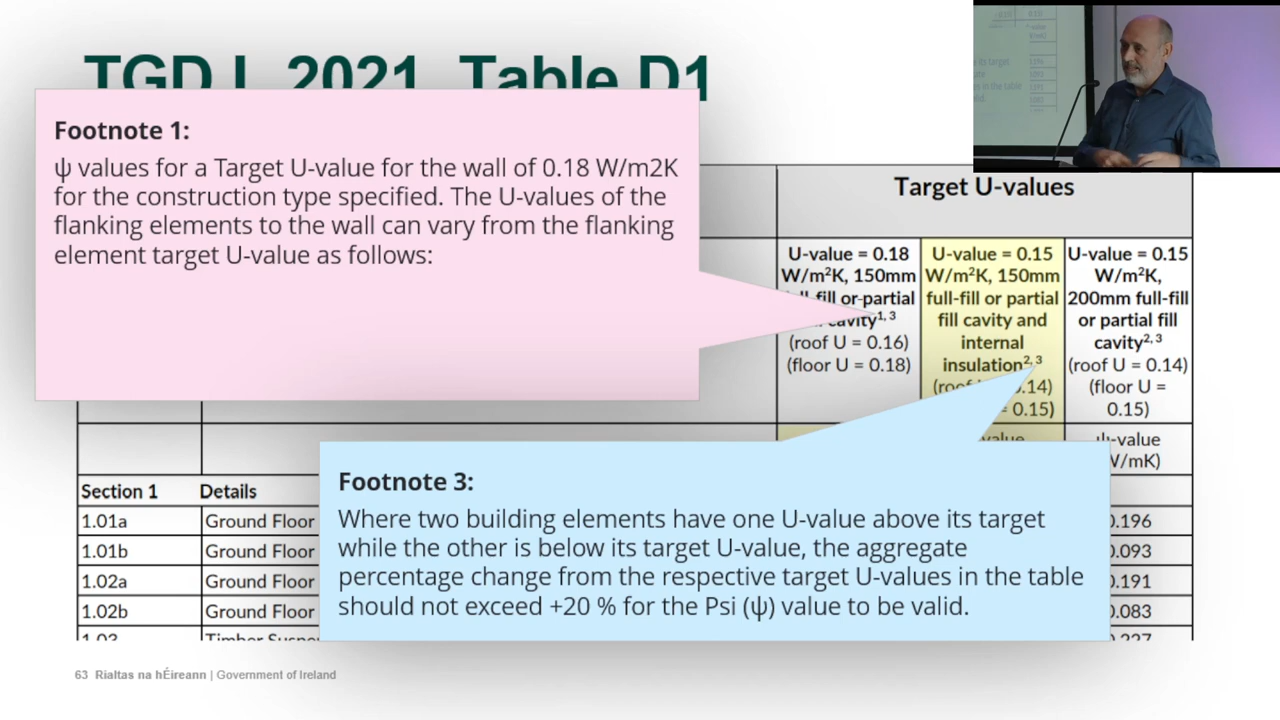 TGD L 2021, Table D1
Footnote 1:
ψ values for a Target U-value for the wall of 0.18 W/m2K
for the construction type specified. The U-values of the
flanking elements to the wall can vary from the flanking
element target U-value as follows:
Target U-values
U-value = 0.18
W/m²K, 150mm
full-fill or partial
cavity¹,³
(roof U = 0.16)
(floor U = 0.18)
U-value = 0.15
W/m²K, 150mm
full-fill or partial
fill cavity and
internal
insulation²,³
0.14)
= 0.15)
U-value = 0.15
W/m²K,
200mm full-fill
or partial fill
cavity²,³
(roof U = 0.14)
(floor U =
0.15)
value
ψ-value
W/mK)
Footnote 3:
Where two building elements have one U-value above its target
while the other is below its target U-value, the aggregate
percentage change from the respective target U-values in the table
should not exceed +20 % for the Psi (ψ) value to be valid.
Section 1 Details
1.01a Ground Floor 0.196
1.01b Ground Floor 0.093
1.02a Ground Floor 0.191
1.02b Ground Floor 0.083
1.03 Timber Suspe 0.227
63 Rialtas na hÉireann | Government of Ireland